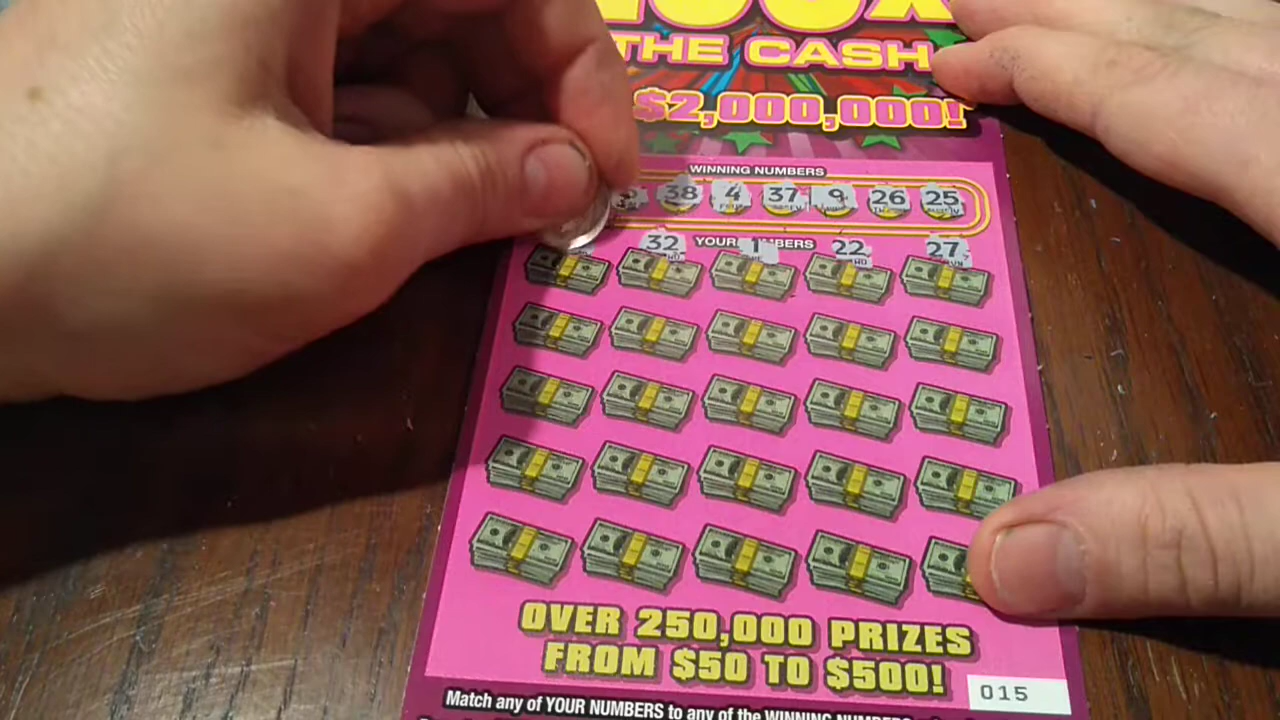 100X
THE CASH
$2,000,000!
WINNING NUMBERS
38 4 37 9 26 25
YOUR NUMBERS
32 1 22 27
OVER 250,000 PRIZES
FROM $50 TO $500!
015
Match any of YOUR NUMBERS to any of the WINNING NUMBERS